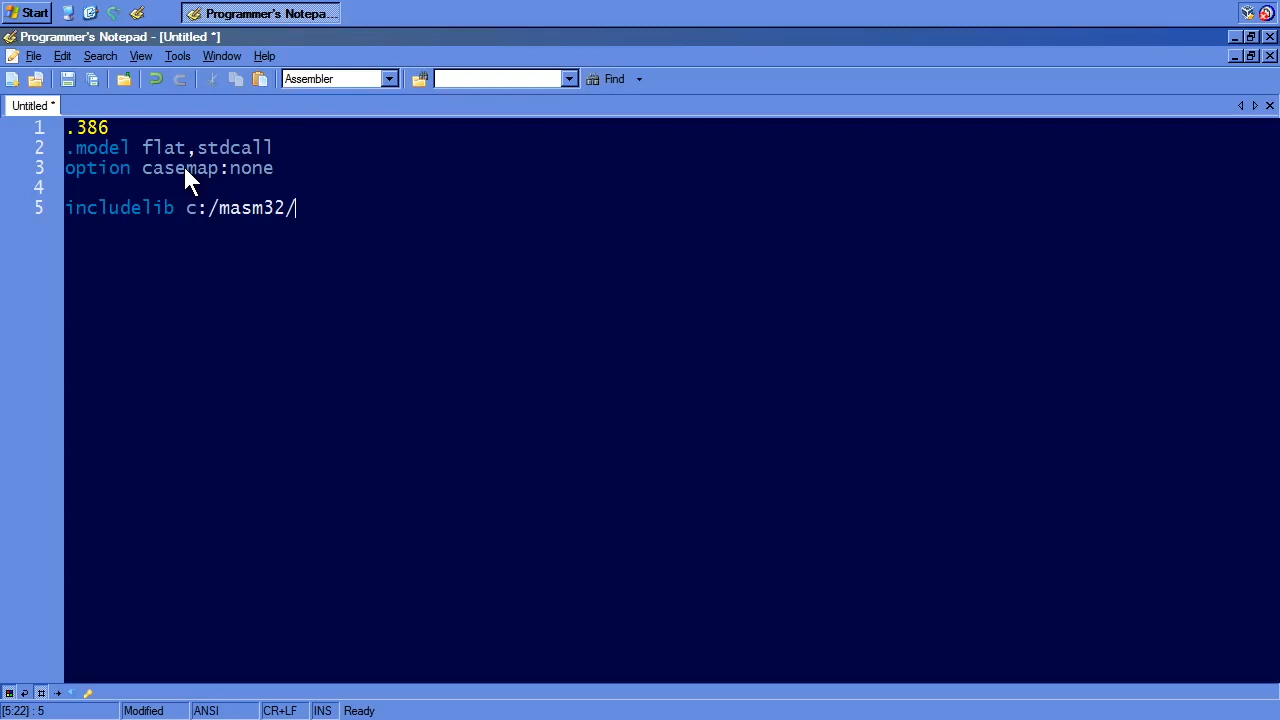 Start Programmer's Notepa...
Programmer's Notepad - [Untitled *]
File Edit Search View Tools Window Help
Assembler Find
Untitled *
1 .386
2 .model flat,stdcall
3 option casemap:none
4
5 includelib c:/masm32/
[5:22] : 5 Modified ANSI CR+LF INS Ready